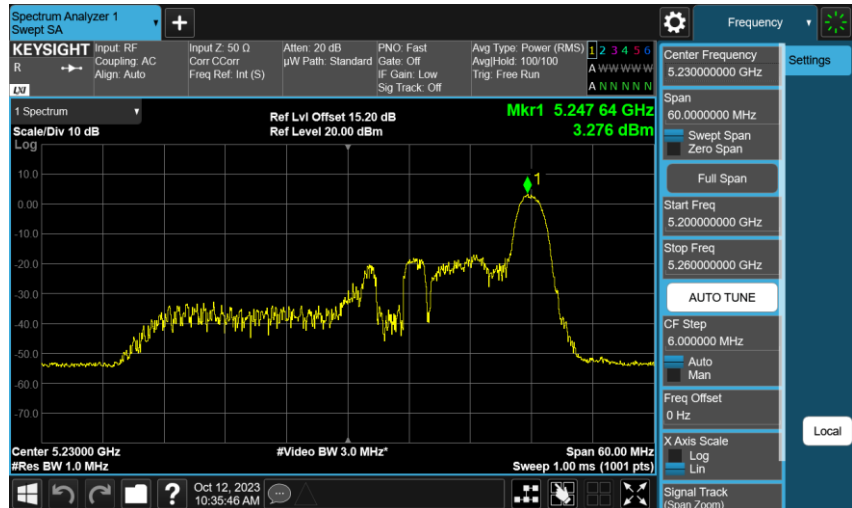 Spectrum Analyzer 1
Swept SA
+
Frequency
KEYSIGHT
R
LXI
Input: RF
Coupling: AC
Align: Auto
Input Z: 50 Ω
Corr CCorr
Freq Ref: Int (S)
Atten: 20 dB
µW Path: Standard
PNO: Fast
Gate: Off
IF Gain: Low
Sig Track: Off
Avg Type: Power (RMS)
Avg|Hold: 100/100
Trig: Free Run
1 2 3 4 5 6
A W W W W W
A N N N N N
1 Spectrum
Scale/Div 10 dB
Log
Ref Lvl Offset 15.20 dB
Ref Level 20.00 dBm
Mkr1 5.247 64 GHz
3.276 dBm
1
10.0
0.00
-10.0
-20.0
-30.0
-40.0
-50.0
-60.0
-70.0
Center 5.23000 GHz
#Res BW 1.0 MHz
#Video BW 3.0 MHz*
Span 60.00 MHz
Sweep 1.00 ms (1001 pts)
?
Oct 12, 2023
10:35:46 AM
Center Frequency
5.230000000 GHz
Span
60.0000000 MHz
Swept Span
Zero Span
Full Span
Start Freq
5.200000000 GHz
Stop Freq
5.260000000 GHz
AUTO TUNE
CF Step
6.000000 MHz
Auto
Man
Freq Offset
0 Hz
X Axis Scale
Log
Lin
Signal Track
(Span Zoom)
Settings
Local